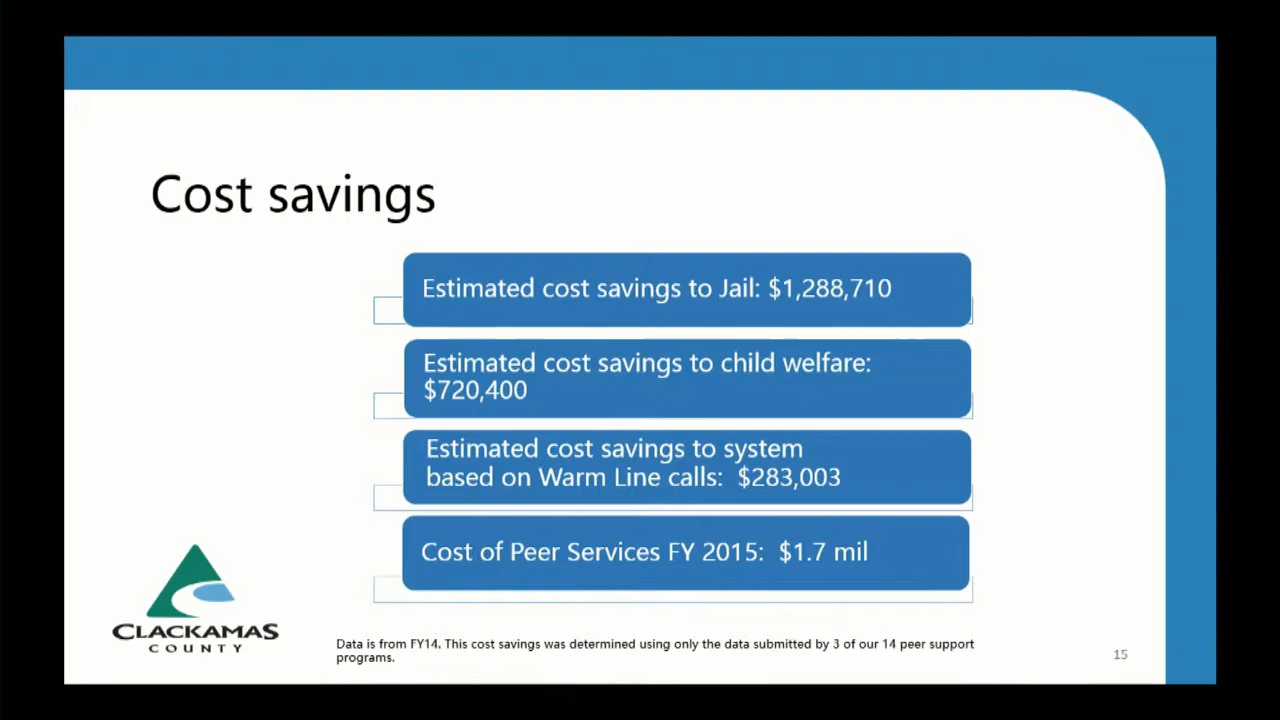 Cost savings
Estimated cost savings to Jail: $1,288,710
Estimated cost savings to child welfare:
$720,400
Estimated cost savings to system
based on Warm Line calls:  $283,003
Cost of Peer Services FY 2015:  $1.7 mil
CLACKAMAS
COUNTY
Data is from FY14. This cost savings was determined using only the data submitted by 3 of our 14 peer support
programs.
15